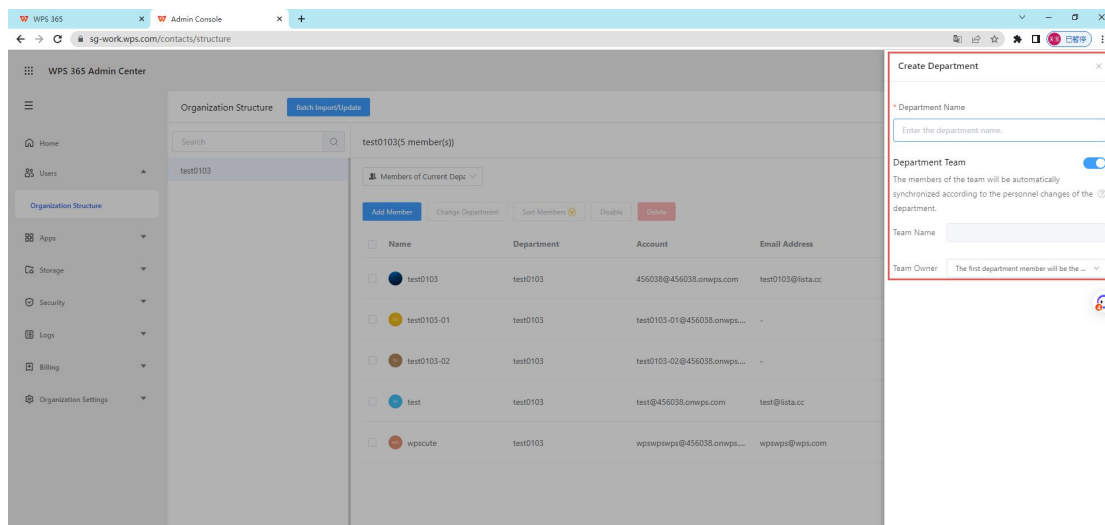 WPS 365
Admin Console
sg-work.wps.com/contacts/structure
已暂停
WPS 365 Admin Center
Create Department
Organization Structure
Batch Import/Update
* Department Name
Enter the department name.
Home
Search
test0103(5 member(s))
Users
test0103
Members of Current Depa
Department Team
The members of the team will be automatically
synchronized according to the personnel changes of the
department.
Organization Structure
Add Member
Change Department
Sort Members
Disable
Delete
Team Name
Apps
Name
Department
Account
Email Address
Storage
test0103
test0103
456038@456038.onwps.com
test0103@lista.cc
Team Owner
The first department member will be the ...
Security
test0103-01
test0103
test0103-01@456038.onwps....
-
Logs
test0103-02
test0103
test0103-02@456038.onwps....
-
Billing
Organization Settings
test
test0103
test@456038.onwps.com
test@lista.cc
wpscute
test0103
wpswpswps@456038.onwps....
wpswps@wps.com